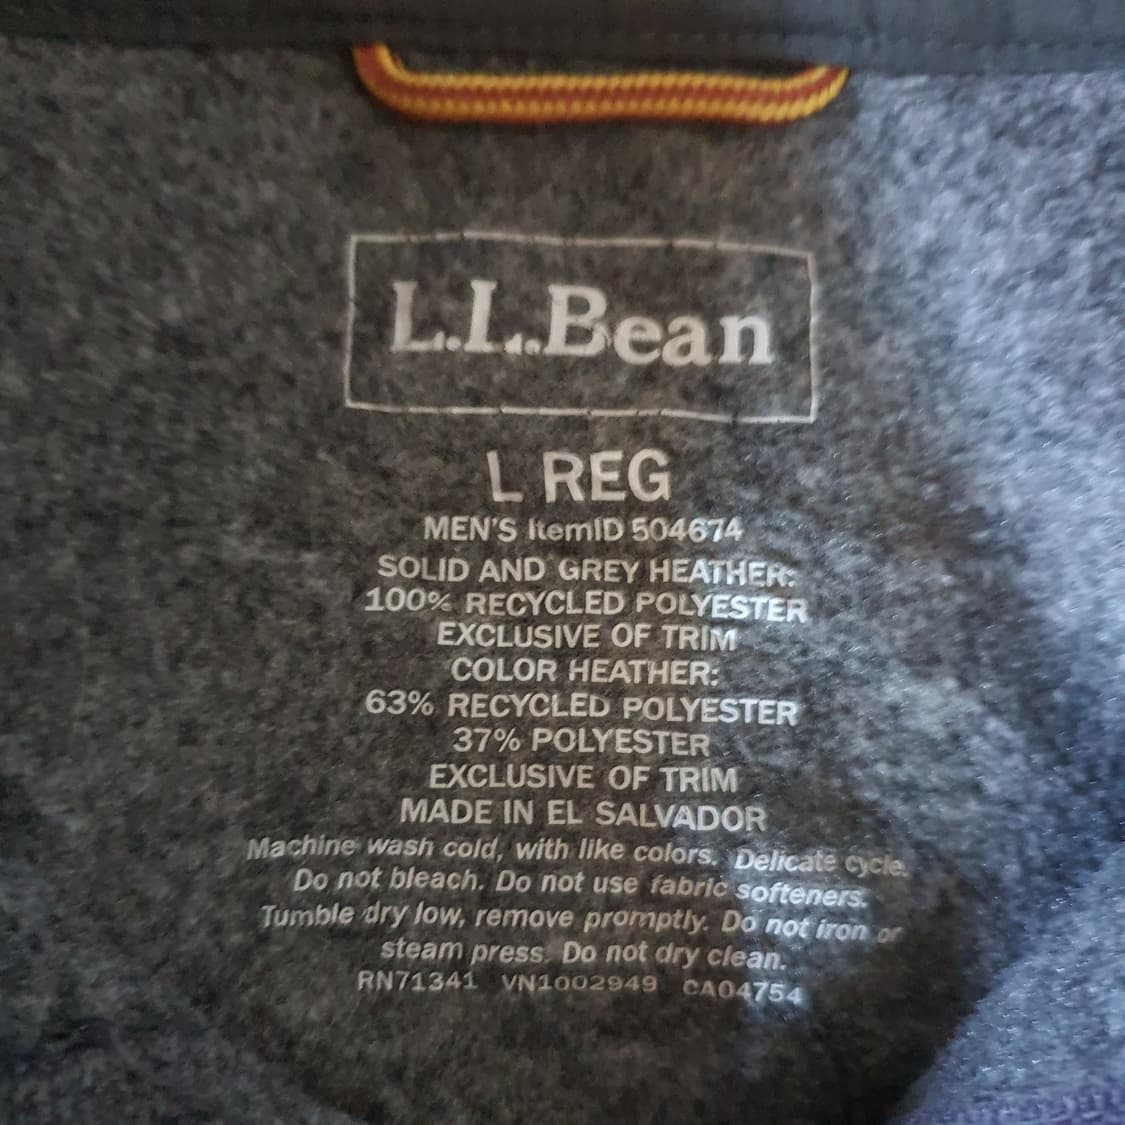 L.L.Bean
L REG
MEN'S ItemID 504674
SOLID AND GREY HEATHER:
100% RECYCLED POLYESTER
EXCLUSIVE OF TRIM
COLOR HEATHER:
63% RECYCLED POLYESTER
37% POLYESTER
EXCLUSIVE OF TRIM
MADE IN EL SALVADOR
Machine wash cold, with like colors. Delicate cycle.
Do not bleach. Do not use fabric softeners.
Tumble dry low, remove promptly. Do not iron or
steam press. Do not dry clean.
RN71341 VN1002949 CA04754